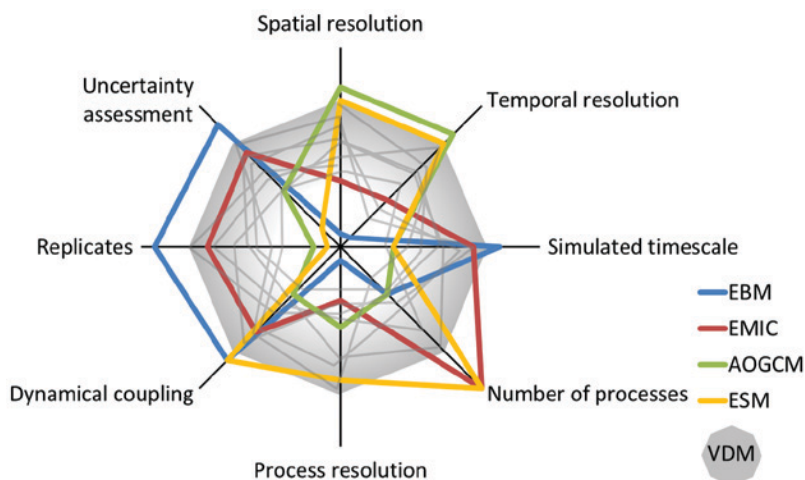 Spatial resolution
Uncertainty
assessment
Temporal resolution
Replicates
Simulated timescale
EBM
EMIC
AOGCM
ESM
Dynamical coupling
Number of processes
VDM
Process resolution